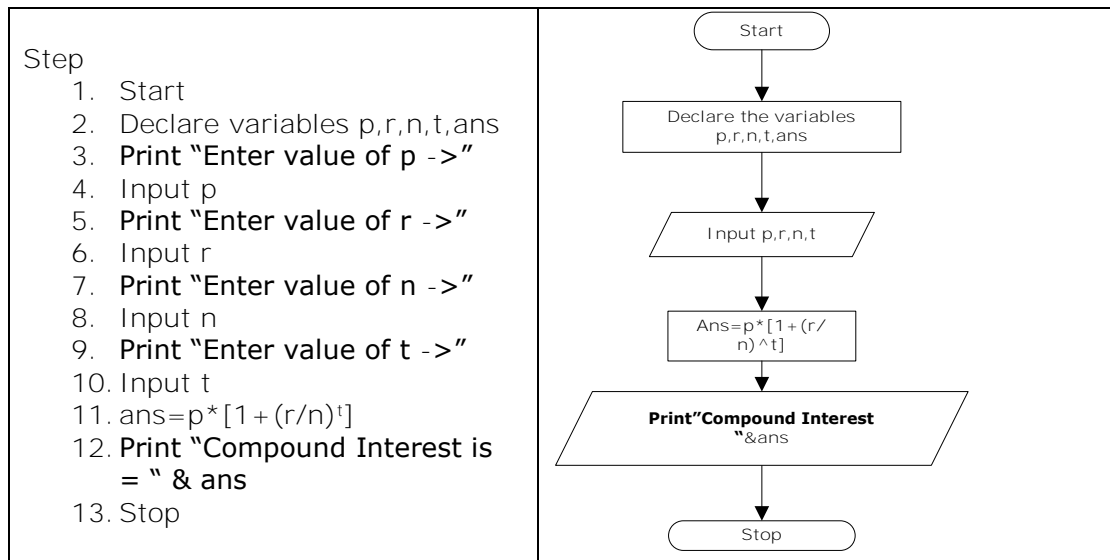 Step
1. Start
2. Declare variables p,r,n,t,ans
3. Print “Enter value of p ->”
4. Input p
5. Print “Enter value of r ->”
6. Input r
7. Print “Enter value of n ->”
8. Input n
9. Print “Enter value of t ->”
10. Input t
11. ans=p*[1+(r/n)ᵗ]
12. Print “Compound Interest is
= “ & ans
13. Stop
Start
Declare the variables
p,r,n,t,ans
Input p,r,n,t
Ans=p*[1+(r/
n)^t]
Print”Compound Interest
“&ans
Stop